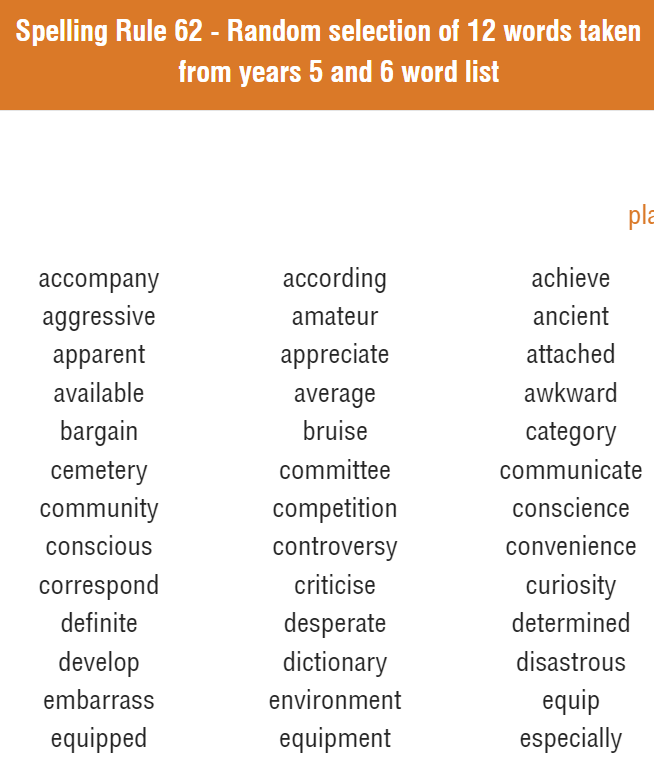 Spelling Rule 62 - Random selection of 12 words taken
from years 5 and 6 word list
accompany according achieve
aggressive amateur ancient
apparent appreciate attached
available average awkward
bargain bruise category
cemetery committee communicate
community competition conscience
conscious controversy convenience
correspond criticise curiosity
definite desperate determined
develop dictionary disastrous
embarrass environment equip
equipped equipment especially